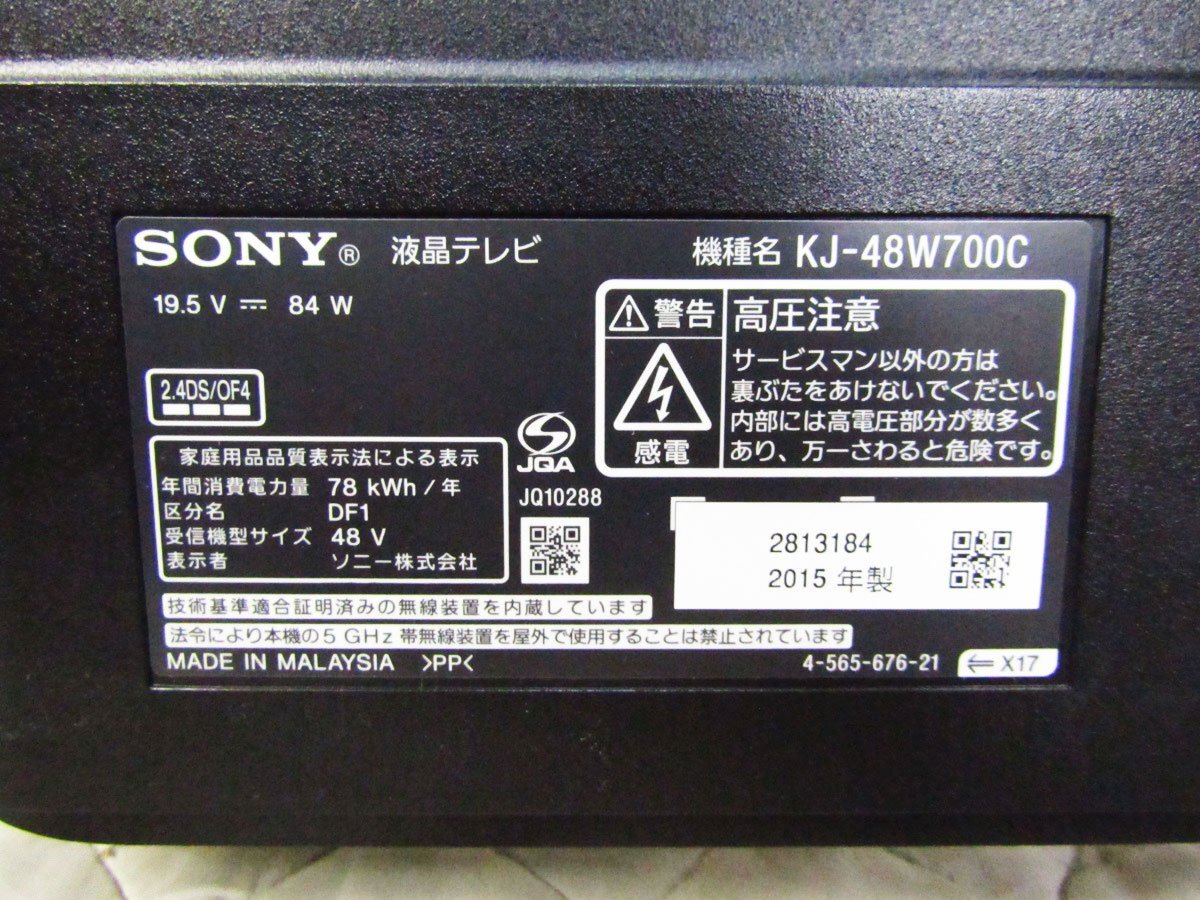 SONY® 液晶テレビ
機種名 KJ-48W700C
19.5 V ⎓ 84 W
警告
感電
高圧注意
サービスマン以外の方は
裏ぶたをあけないでください。
内部には高電圧部分が数多く
あり、万一さわると危険です。
2.4DS/OF4
家庭用品品質表示法による表示
年間消費電力量 78 kWh / 年
区分名 DF1
受信機型サイズ 48 V
表示者 ソニー株式会社
JQA
JQ10288
2813184
2015 年製
技術基準適合証明済みの無線装置を内蔵しています
法令により本機の5 GHz 帯無線装置を屋外で使用することは禁止されています
MADE IN MALAYSIA >PP<
4-565-676-21
⇐ X17